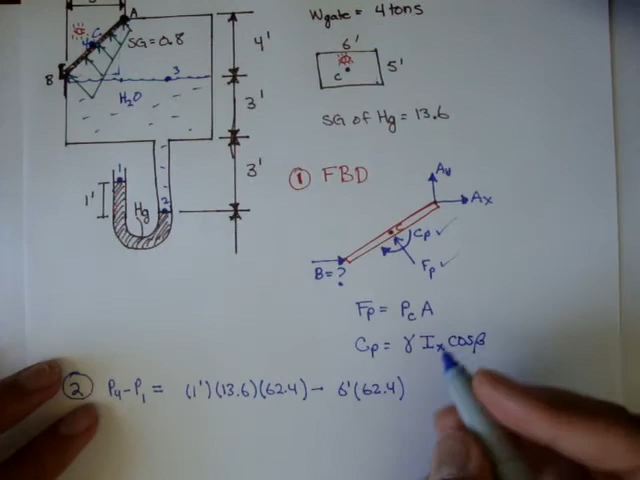 Wgate = 4 tons
A
C
4
SG = 0.8
B
4'
1
3
H₂O
3'
3'
6'
C
5'
SG of Hg = 13.6
① FBD
Ay
Ax
C
Cp ✓
Fp ✓
B = ?
1
1'
Hg
2
Fp = Pc A
Cp = γ Ix cosβ
② P4 - P1 = (1')(13.6)(62.4) - 6'(62.4)